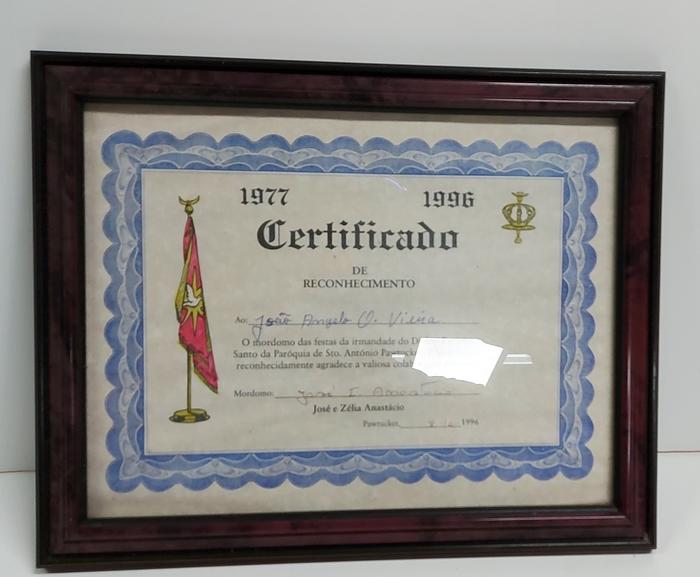 1977 1996
Certificado
DE
RECONHECIMENTO
Ao: João Angelo O. Vieira
O mordomo das festas da irmandade do
Santo da Paróquia de Sto. António
reconhecidamente agradece a valiosa
Mordomo: José
José e Zélia Anastácio
Pawtucket, 1996